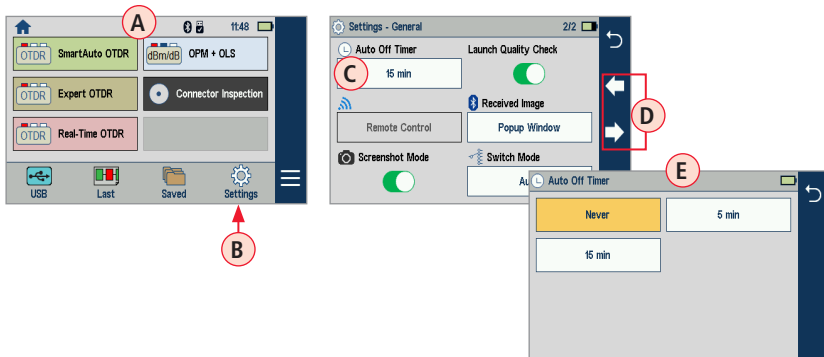 A
11:48
OTDR SmartAuto OTDR
dBm/dB OPM + OLS
OTDR Expert OTDR
Connector Inspection
OTDR Real-Time OTDR
USB
Last
Saved
Settings
B
Settings - General
2/2
Auto Off Timer
Launch Quality Check
C
15 min
Received Image
Remote Control
Popup Window
D
Screenshot Mode
Switch Mode
Au
E
Auto Off Timer
Never
5 min
15 min